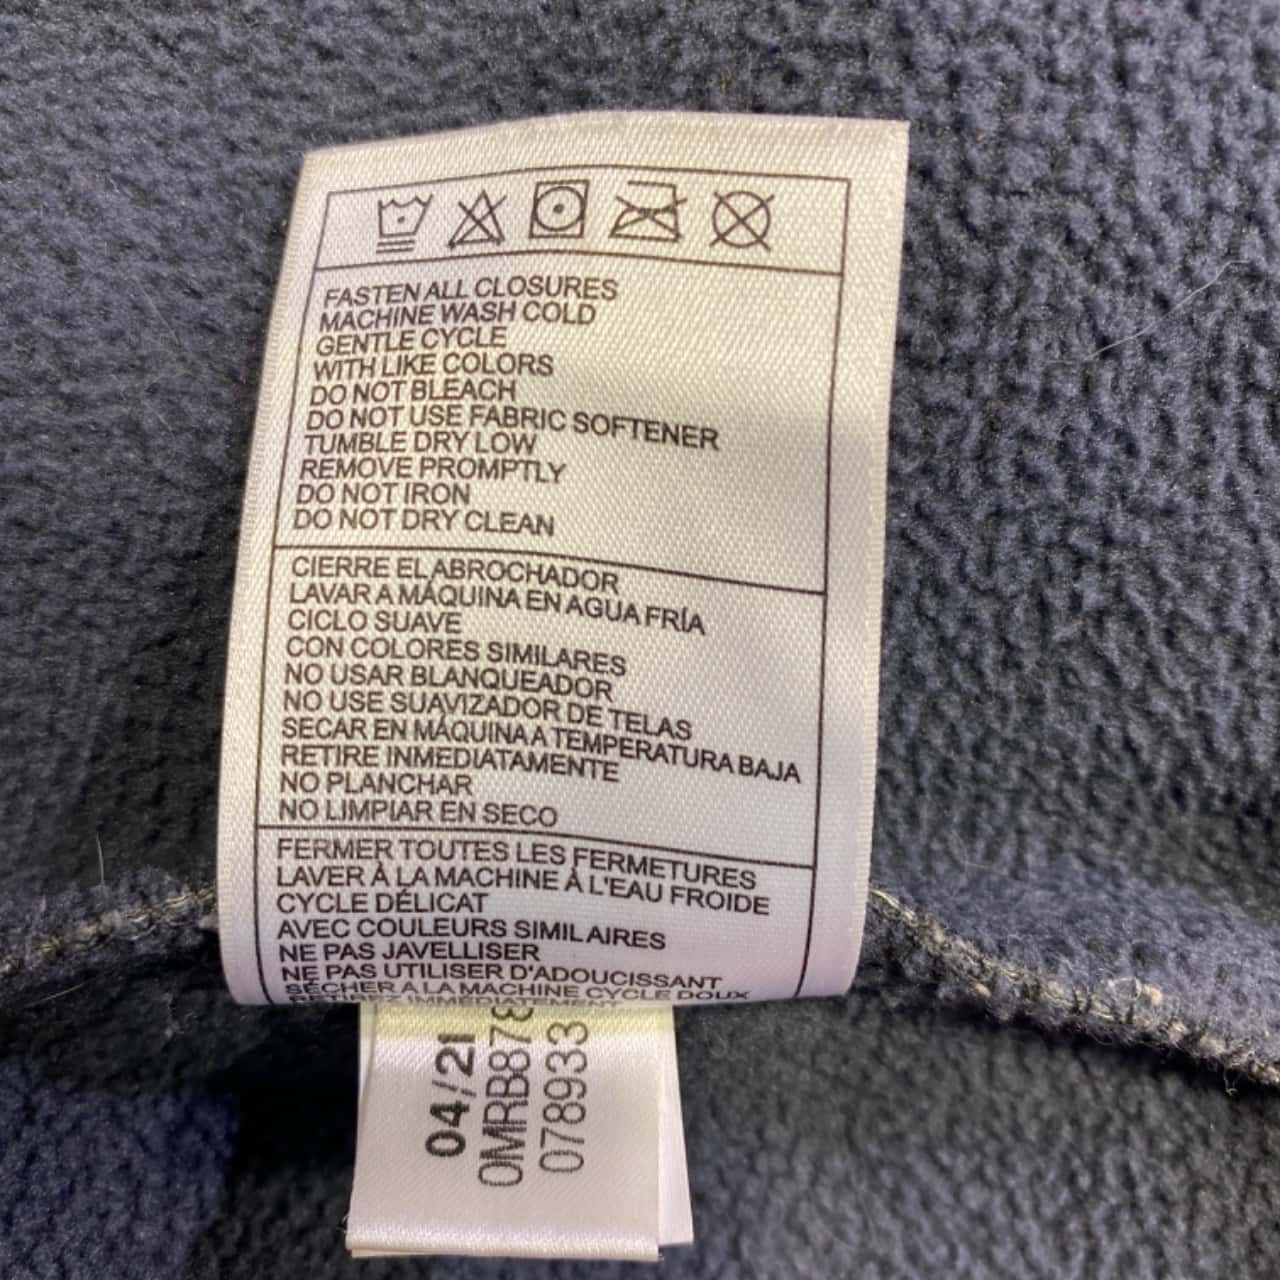 FASTEN ALL CLOSURES
MACHINE WASH COLD
GENTLE CYCLE
WITH LIKE COLORS
DO NOT BLEACH
DO NOT USE FABRIC SOFTENER
TUMBLE DRY LOW
REMOVE PROMPTLY
DO NOT IRON
DO NOT DRY CLEAN
CIERRE EL ABROCHADOR
LAVAR A MÁQUINA EN AGUA FRÍA
CICLO SUAVE
CON COLORES SIMILARES
NO USAR BLANQUEADOR
NO USE SUAVIZADOR DE TELAS
SECAR EN MÁQUINA A TEMPERATURA BAJA
RETIRE INMEDIATAMENTE
NO PLANCHAR
NO LIMPIAR EN SECO
FERMER TOUTES LES FERMETURES
LAVER À LA MACHINE À L'EAU FROIDE
CYCLE DÉLICAT
AVEC COULEURS SIMILAIRES
NE PAS JAVELLISER
NE PAS UTILISER D'ADOUCISSANT
SÉCHER A LA MACHINE CYCLE DOUX
04/21
0MRB878
078933